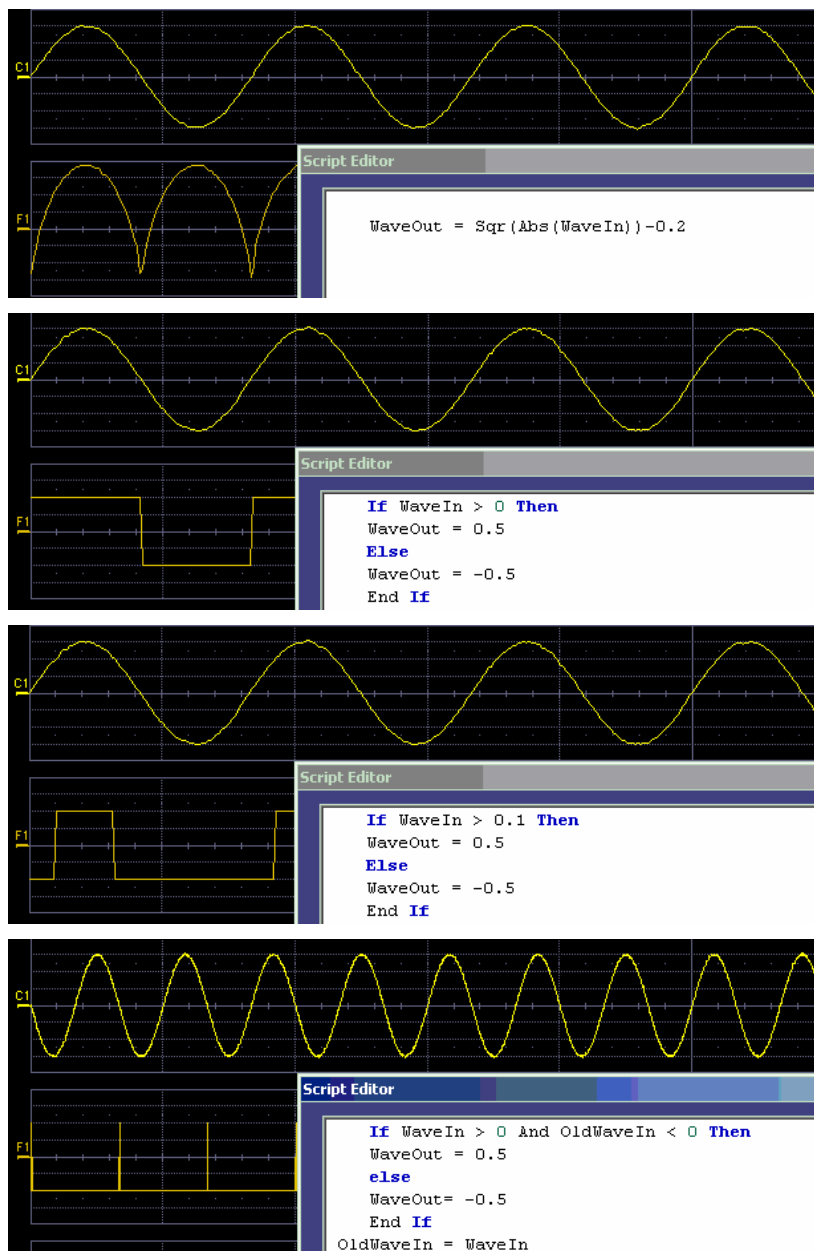 C1
Script Editor
F1
WaveOut = Sqr(Abs(WaveIn))-0.2
C1
Script Editor
If WaveIn > 0 Then
F1
WaveOut = 0.5
Else
WaveOut = -0.5
End If
C1
Script Editor
If WaveIn > 0.1 Then
F1
WaveOut = 0.5
Else
WaveOut = -0.5
End If
C1
Script Editor
If WaveIn > 0 And OldWaveIn < 0 Then
F1
WaveOut = 0.5
else
WaveOut= -0.5
End If
OldWaveIn = WaveIn